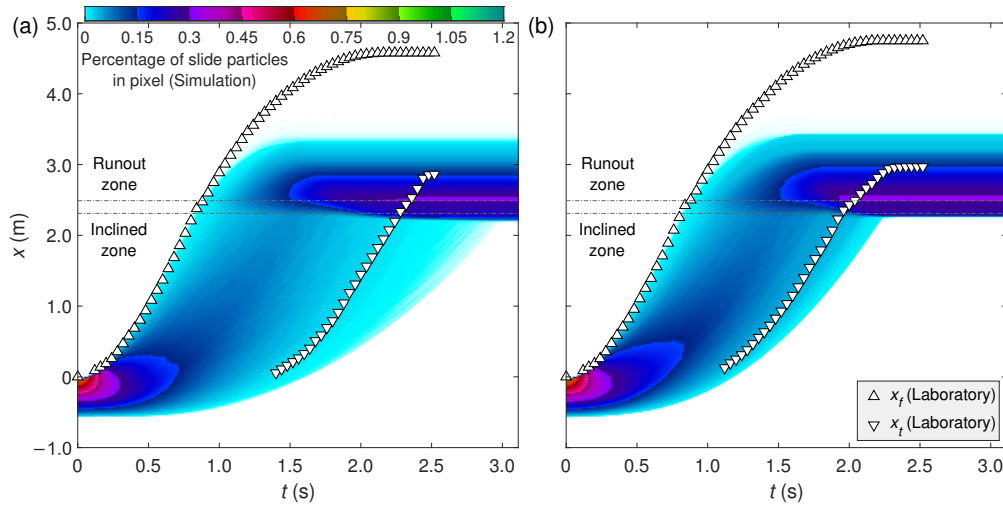 (a)
(b)
0 0.15 0.3 0.45 0.6 0.75 0.9 1.05 1.2
Percentage of slide particles
in pixel (Simulation)
5.0
4.0
3.0
2.0
1.0
0
−1.0
x (m)
Runout
zone
Inclined
zone
Runout
zone
Inclined
zone
x_f (Laboratory)
x_t (Laboratory)
0 0.5 1.0 1.5 2.0 2.5 3.0
0 0.5 1.0 1.5 2.0 2.5 3.0
t (s)
t (s)